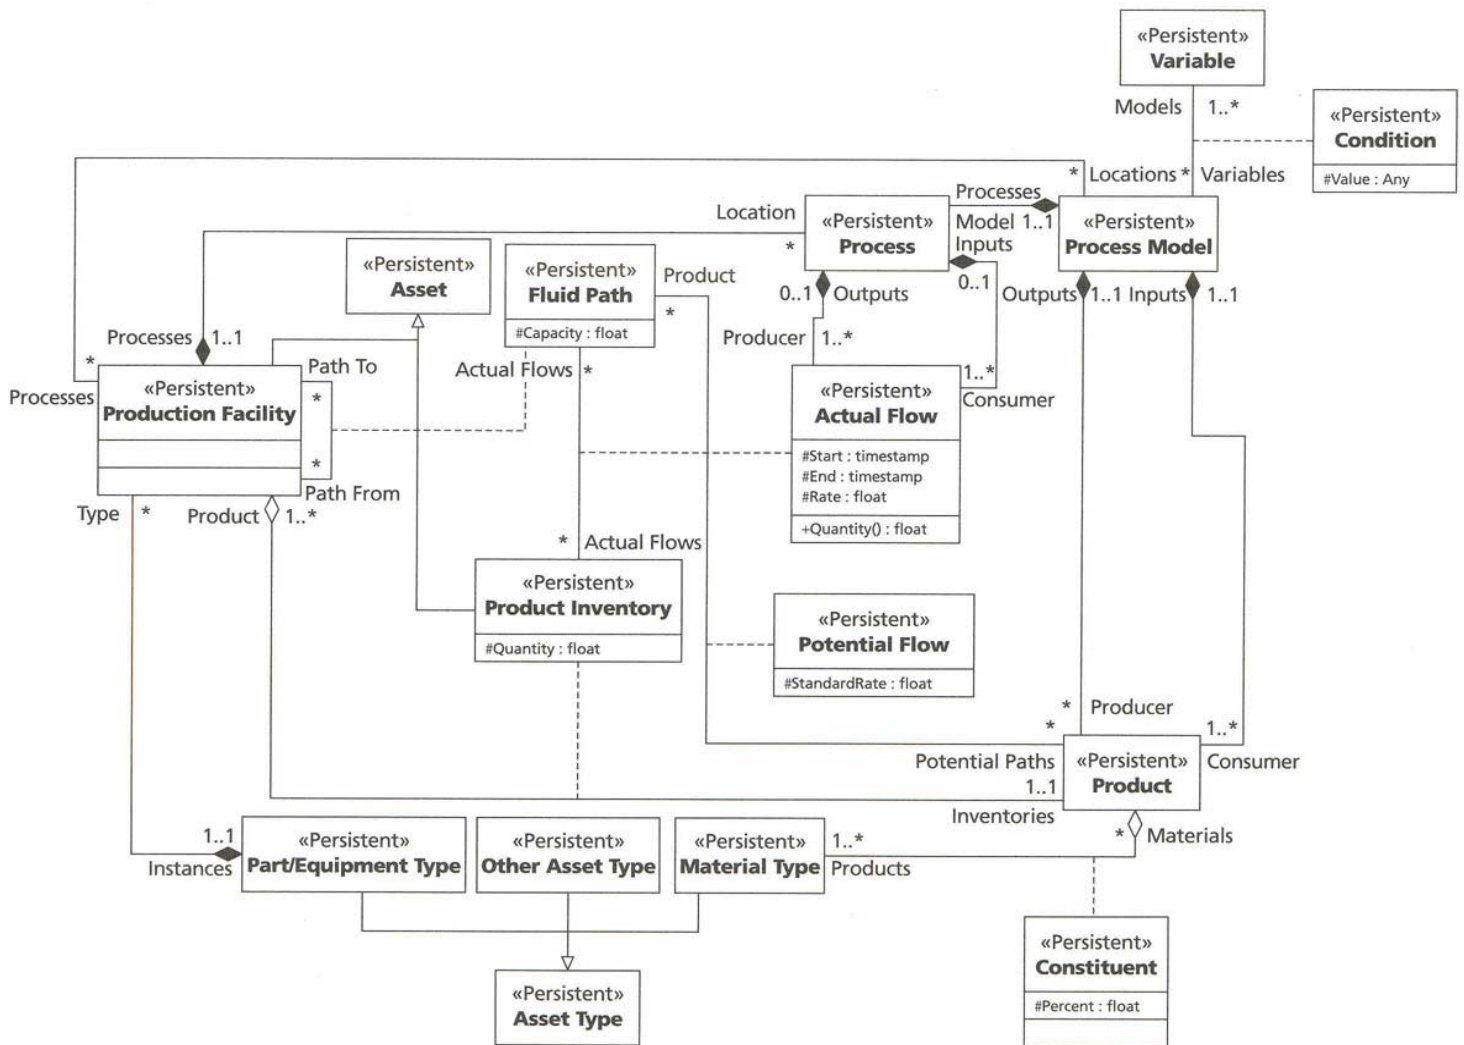 «Persistent»
Variable
Models 1..*
«Persistent»
Condition
#Value : Any
* Locations * Variables
Processes
Location
*
«Persistent»
Process
Model 1..1
Inputs
«Persistent»
Process Model
«Persistent»
Asset
«Persistent»
Fluid Path
#Capacity : float
Product
*
0..1 Outputs
0..1
Outputs 1..1 Inputs 1..1
Processes 1..1
Path To
*
Producer 1..*
Actual Flows *
1..*
Consumer
*
Processes
«Persistent»
Production Facility
*
Path From
«Persistent»
Actual Flow
#Start : timestamp
#End : timestamp
#Rate : float
+Quantity() : float
Type *
Product 1..*
* Actual Flows
«Persistent»
Product Inventory
#Quantity : float
«Persistent»
Potential Flow
#StandardRate : float
* Producer
*
1..*
Potential Paths
Consumer
1..1
Inventories
«Persistent»
Product
* Materials
1..1
Instances
«Persistent»
Part/Equipment Type
«Persistent»
Other Asset Type
«Persistent»
Material Type
1..*
Products
«Persistent»
Asset Type
«Persistent»
Constituent
#Percent : float